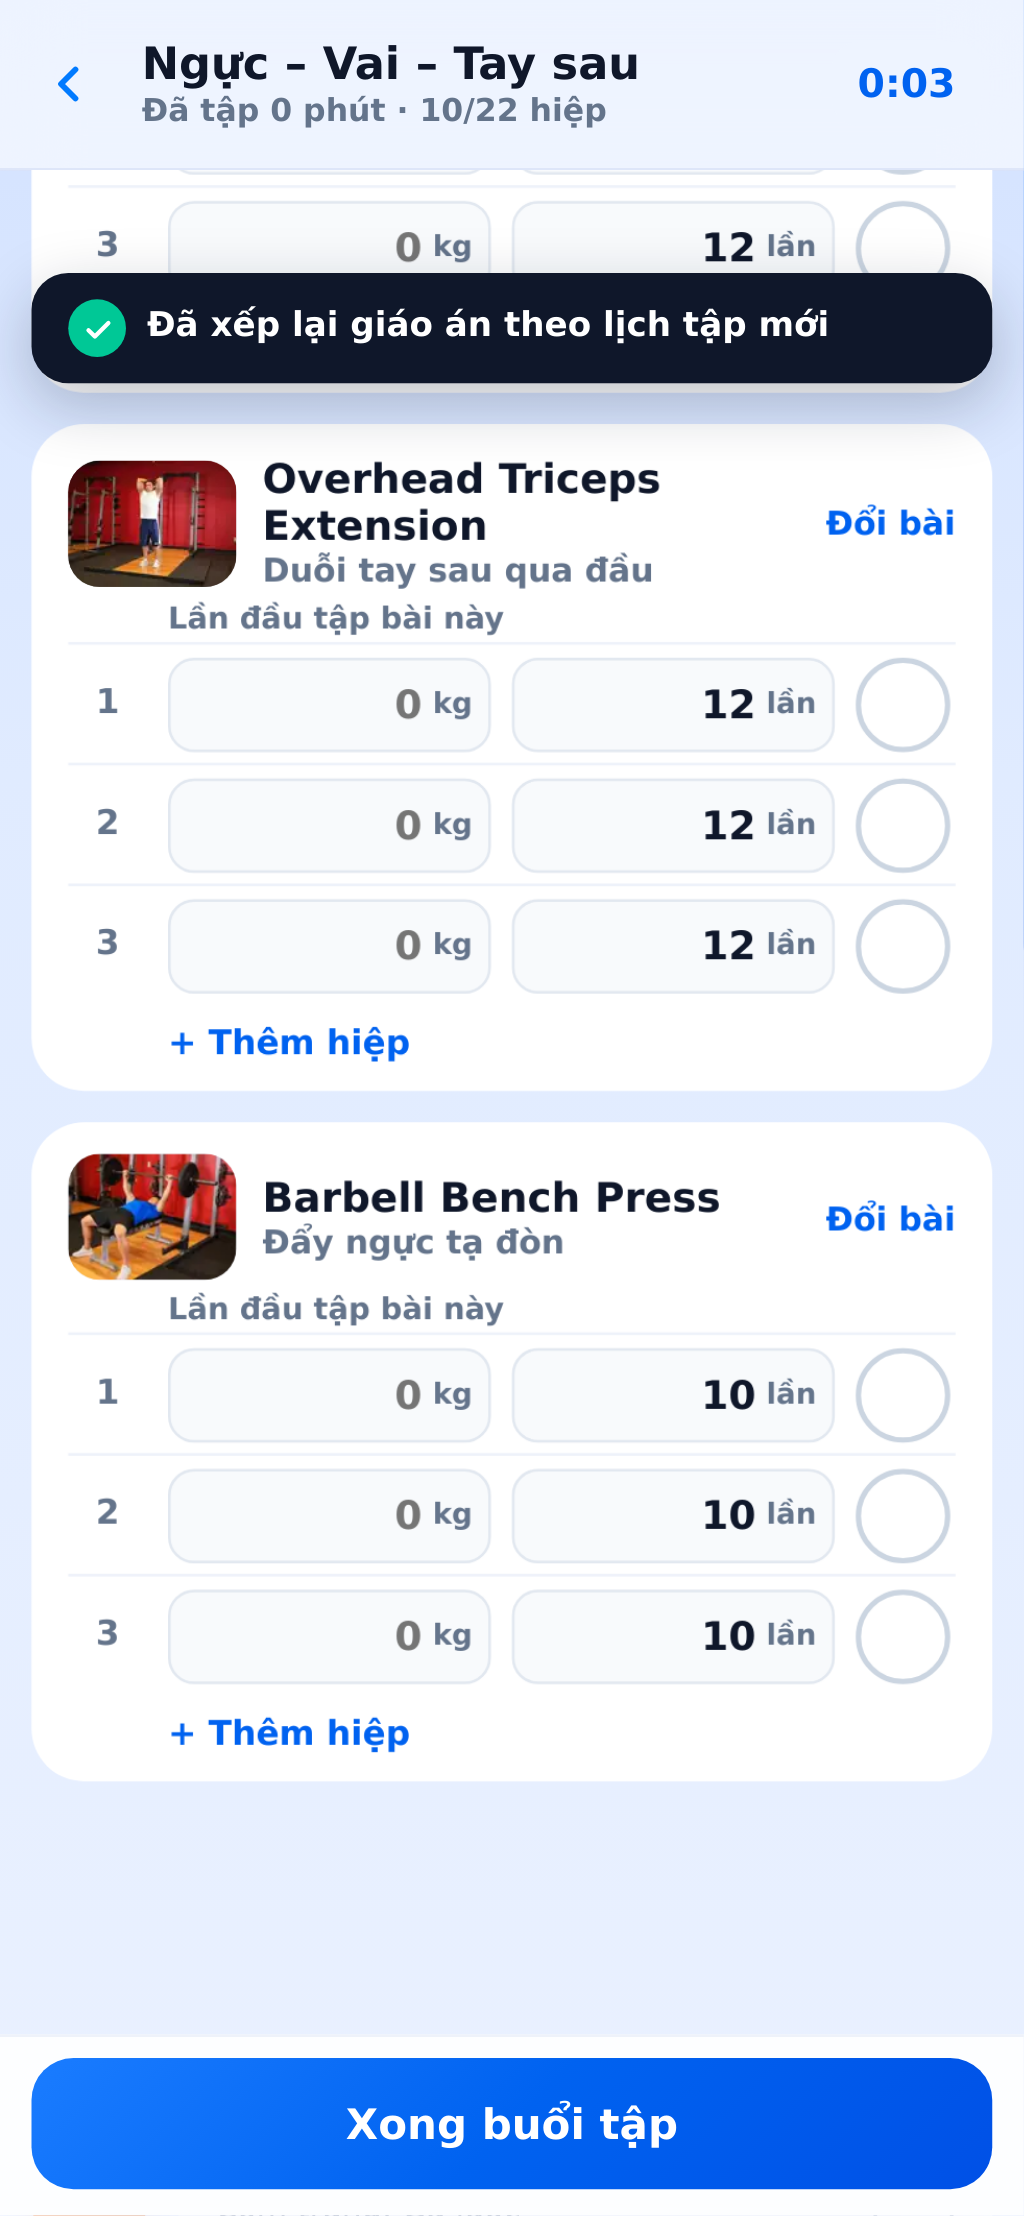 Ngực – Vai – Tay sau
Đã tập 0 phút · 10/22 hiệp
0:03
3
0 kg
12 lần
Đã xếp lại giáo án theo lịch tập mới
Overhead Triceps
Extension
Duỗi tay sau qua đầu
Đổi bài
Lần đầu tập bài này
1
0 kg
12 lần
2
0 kg
12 lần
3
0 kg
12 lần
+ Thêm hiệp
Barbell Bench Press
Đẩy ngực tạ đòn
Đổi bài
Lần đầu tập bài này
1
0 kg
10 lần
2
0 kg
10 lần
3
0 kg
10 lần
+ Thêm hiệp
Xong buổi tập